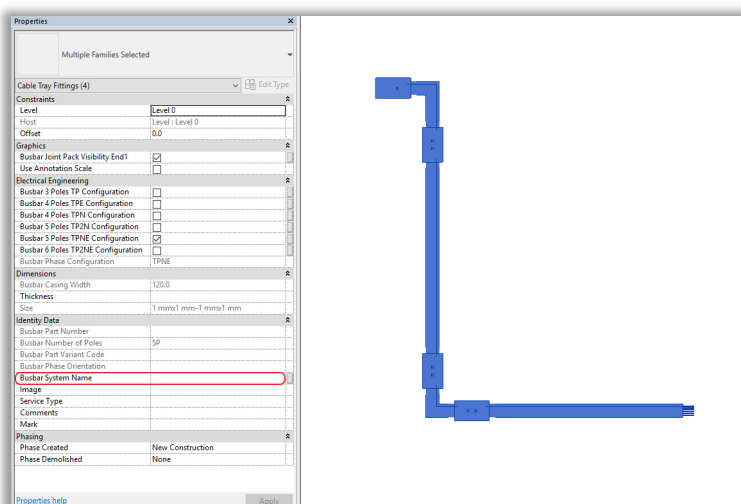 Properties ×
Multiple Families Selected
Cable Tray Fittings (4) Edit Type
Constraints
Level Level 0
Host Level : Level 0
Offset 0.0
Graphics
Busbar Joint Pack Visibility End1
Use Annotation Scale
Electrical Engineering
Busbar 3 Poles TP Configuration
Busbar 4 Poles TPE Configuration
Busbar 4 Poles TPN Configuration
Busbar 5 Poles TP2N Configuration
Busbar 5 Poles TPNE Configuration
Busbar 6 Poles TP2NE Configuration
Busbar Phase Configuration TPNE
Dimensions
Busbar Casing Width 120.0
Thickness
Size 1 mmx1 mm-1 mmx1 mm
Identity Data
Busbar Part Number
Busbar Number of Poles 5P
Busbar Part Variant Code
Busbar Phase Orientation
Busbar System Name
Image
Service Type
Comments
Mark
Phasing
Phase Created New Construction
Phase Demolished None
Properties help Apply